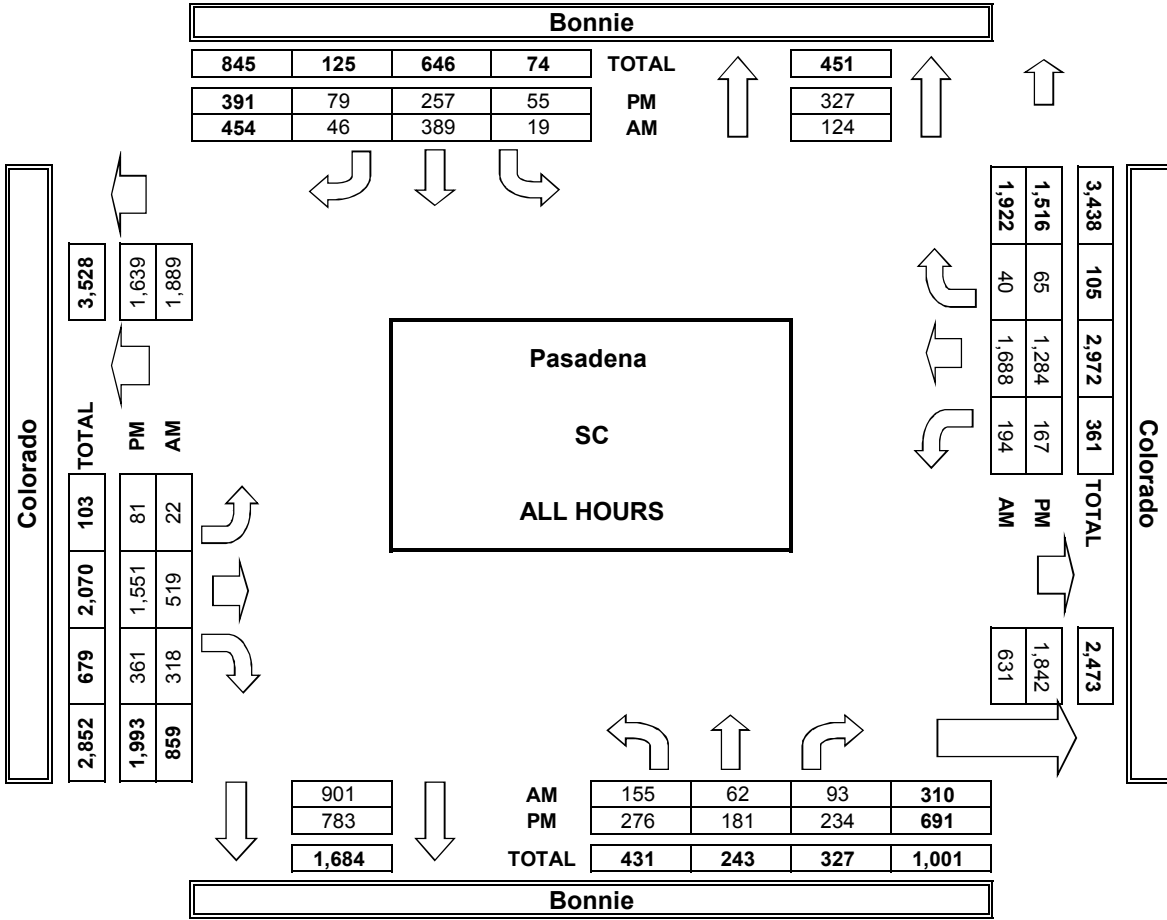 Bonnie
845 125 646 74 TOTAL 451
391 79 257 55 PM 327
454 46 389 19 AM 124
Colorado
3,528
1,639
1,889
TOTAL 103 2,070 679 2,852
PM 81 1,551 361 1,993
AM 22 519 318 859
Pasadena
SC
ALL HOURS
3,438 105 2,972 361 TOTAL 2,473
1,516 65 1,284 167 PM 1,842
1,922 40 1,688 194 AM 631
Colorado
901 AM 155 62 93 310
783 PM 276 181 234 691
1,684 TOTAL 431 243 327 1,001
Bonnie